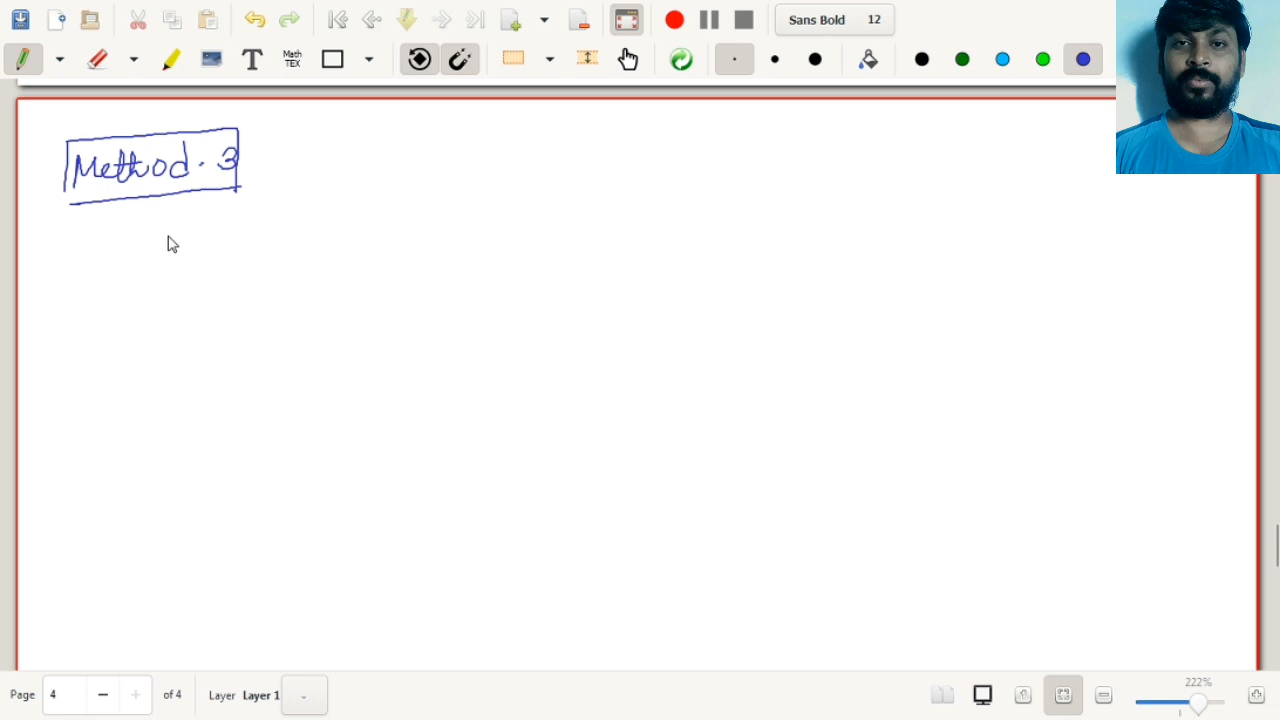 Sans Bold 12
Math
TEX
Method. 3
Page 4 of 4 Layer Layer 1
222%